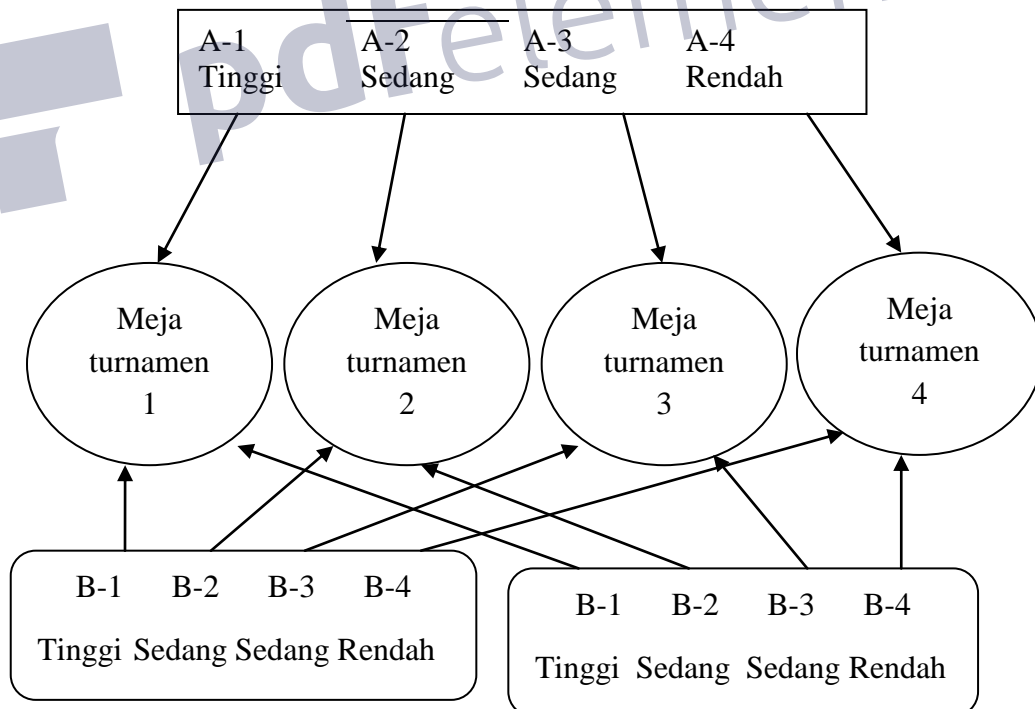 pdfelement
A-1 A-2 A-3 A-4
Tinggi Sedang Sedang Rendah
Meja
turnamen
1
Meja
turnamen
2
Meja
turnamen
3
Meja
turnamen
4
B-1 B-2 B-3 B-4
Tinggi Sedang Sedang Rendah
B-1 B-2 B-3 B-4
Tinggi Sedang Sedang Rendah